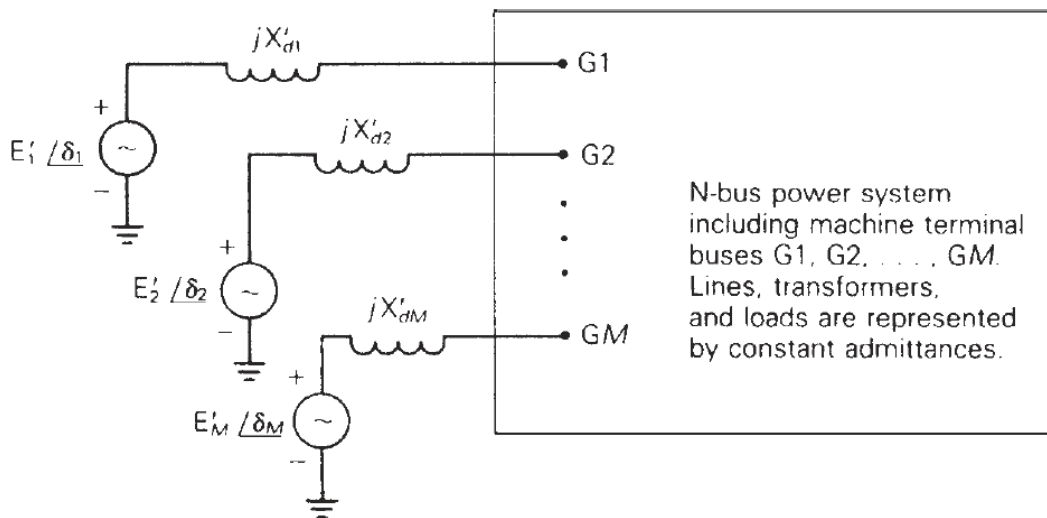 jX'd1
G1
+
E'1 /δ1
~
−
jX'd2
G2
+
E'2 /δ2
~
−
N-bus power system
including machine terminal
buses G1, G2, . . . , GM.
Lines, transformers,
and loads are represented
by constant admittances.
jX'dM
GM
+
E'M /δM
~
−